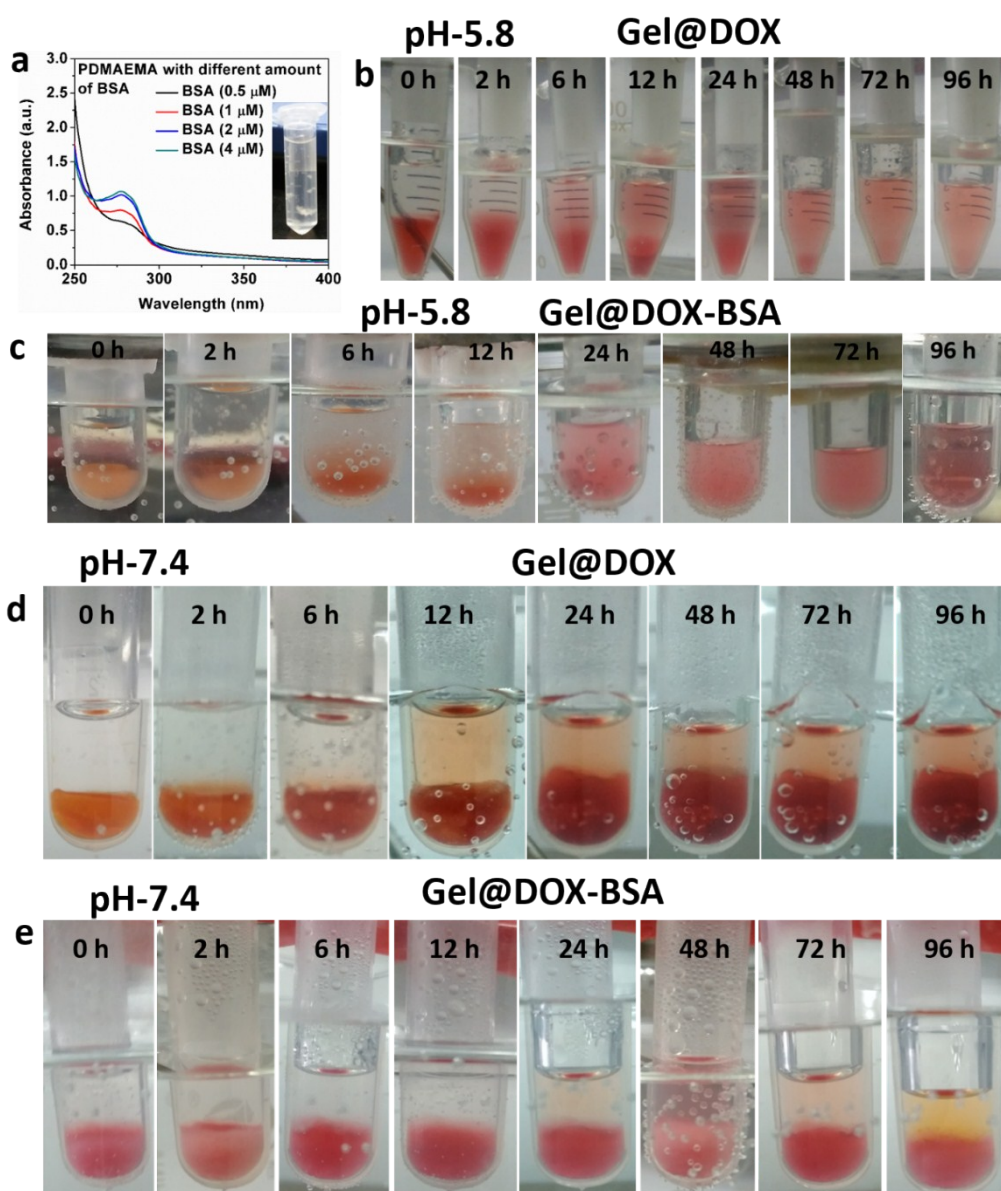 pH-5.8 Gel@DOX
a
b
3.0
2.5
2.0
1.5
1.0
0.5
0.0
Absorbance (a.u.)
PDMAEMA with different amount
of BSA
BSA (0.5 μM)
BSA (1 μM)
BSA (2 μM)
BSA (4 μM)
250 300 350 400
Wavelength (nm)
0 h 2 h 6 h 12 h 24 h 48 h 72 h 96 h
pH-5.8 Gel@DOX-BSA
c
0 h 2 h 6 h 12 h 24 h 48 h 72 h 96 h
pH-7.4 Gel@DOX
d
0 h 2 h 6 h 12 h 24 h 48 h 72 h 96 h
pH-7.4 Gel@DOX-BSA
e
0 h 2 h 6 h 12 h 24 h 48 h 72 h 96 h